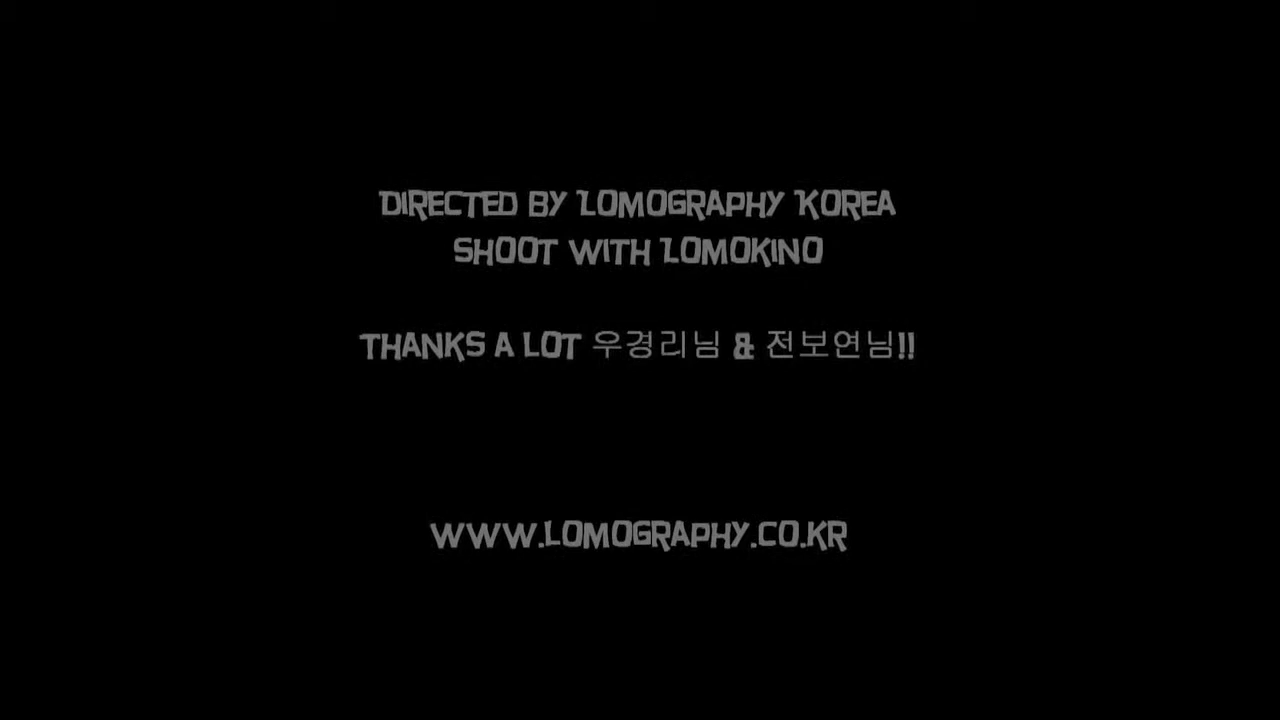 DIRECTED BY LOMOGRAPHY KOREA
SHOOT WITH LOMOKINO
THANKS A LOT 우경리님 & 전보연님!!
WWW.LOMOGRAPHY.CO.KR